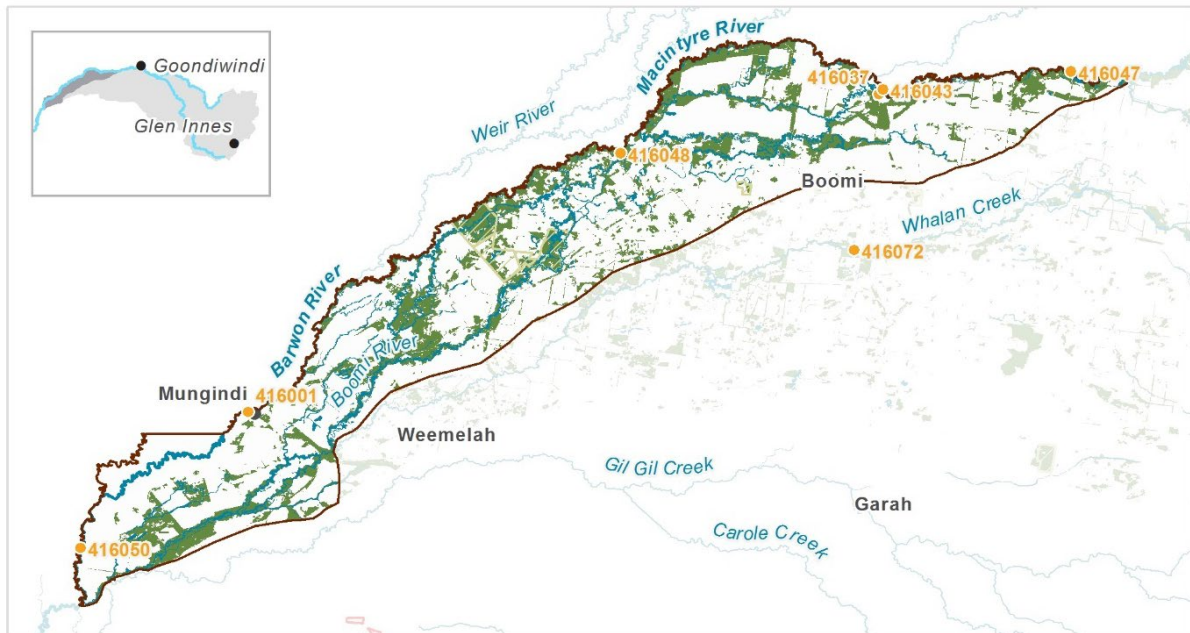 Goondiwindi
Glen Innes
Macintyre River
416037
416043
416047
Weir River
416048
Boomi
Whalan Creek
416072
Barwon River
Boomi River
Mungindi
416001
Weemelah
Gil Gil Creek
Garah
Carole Creek
416050